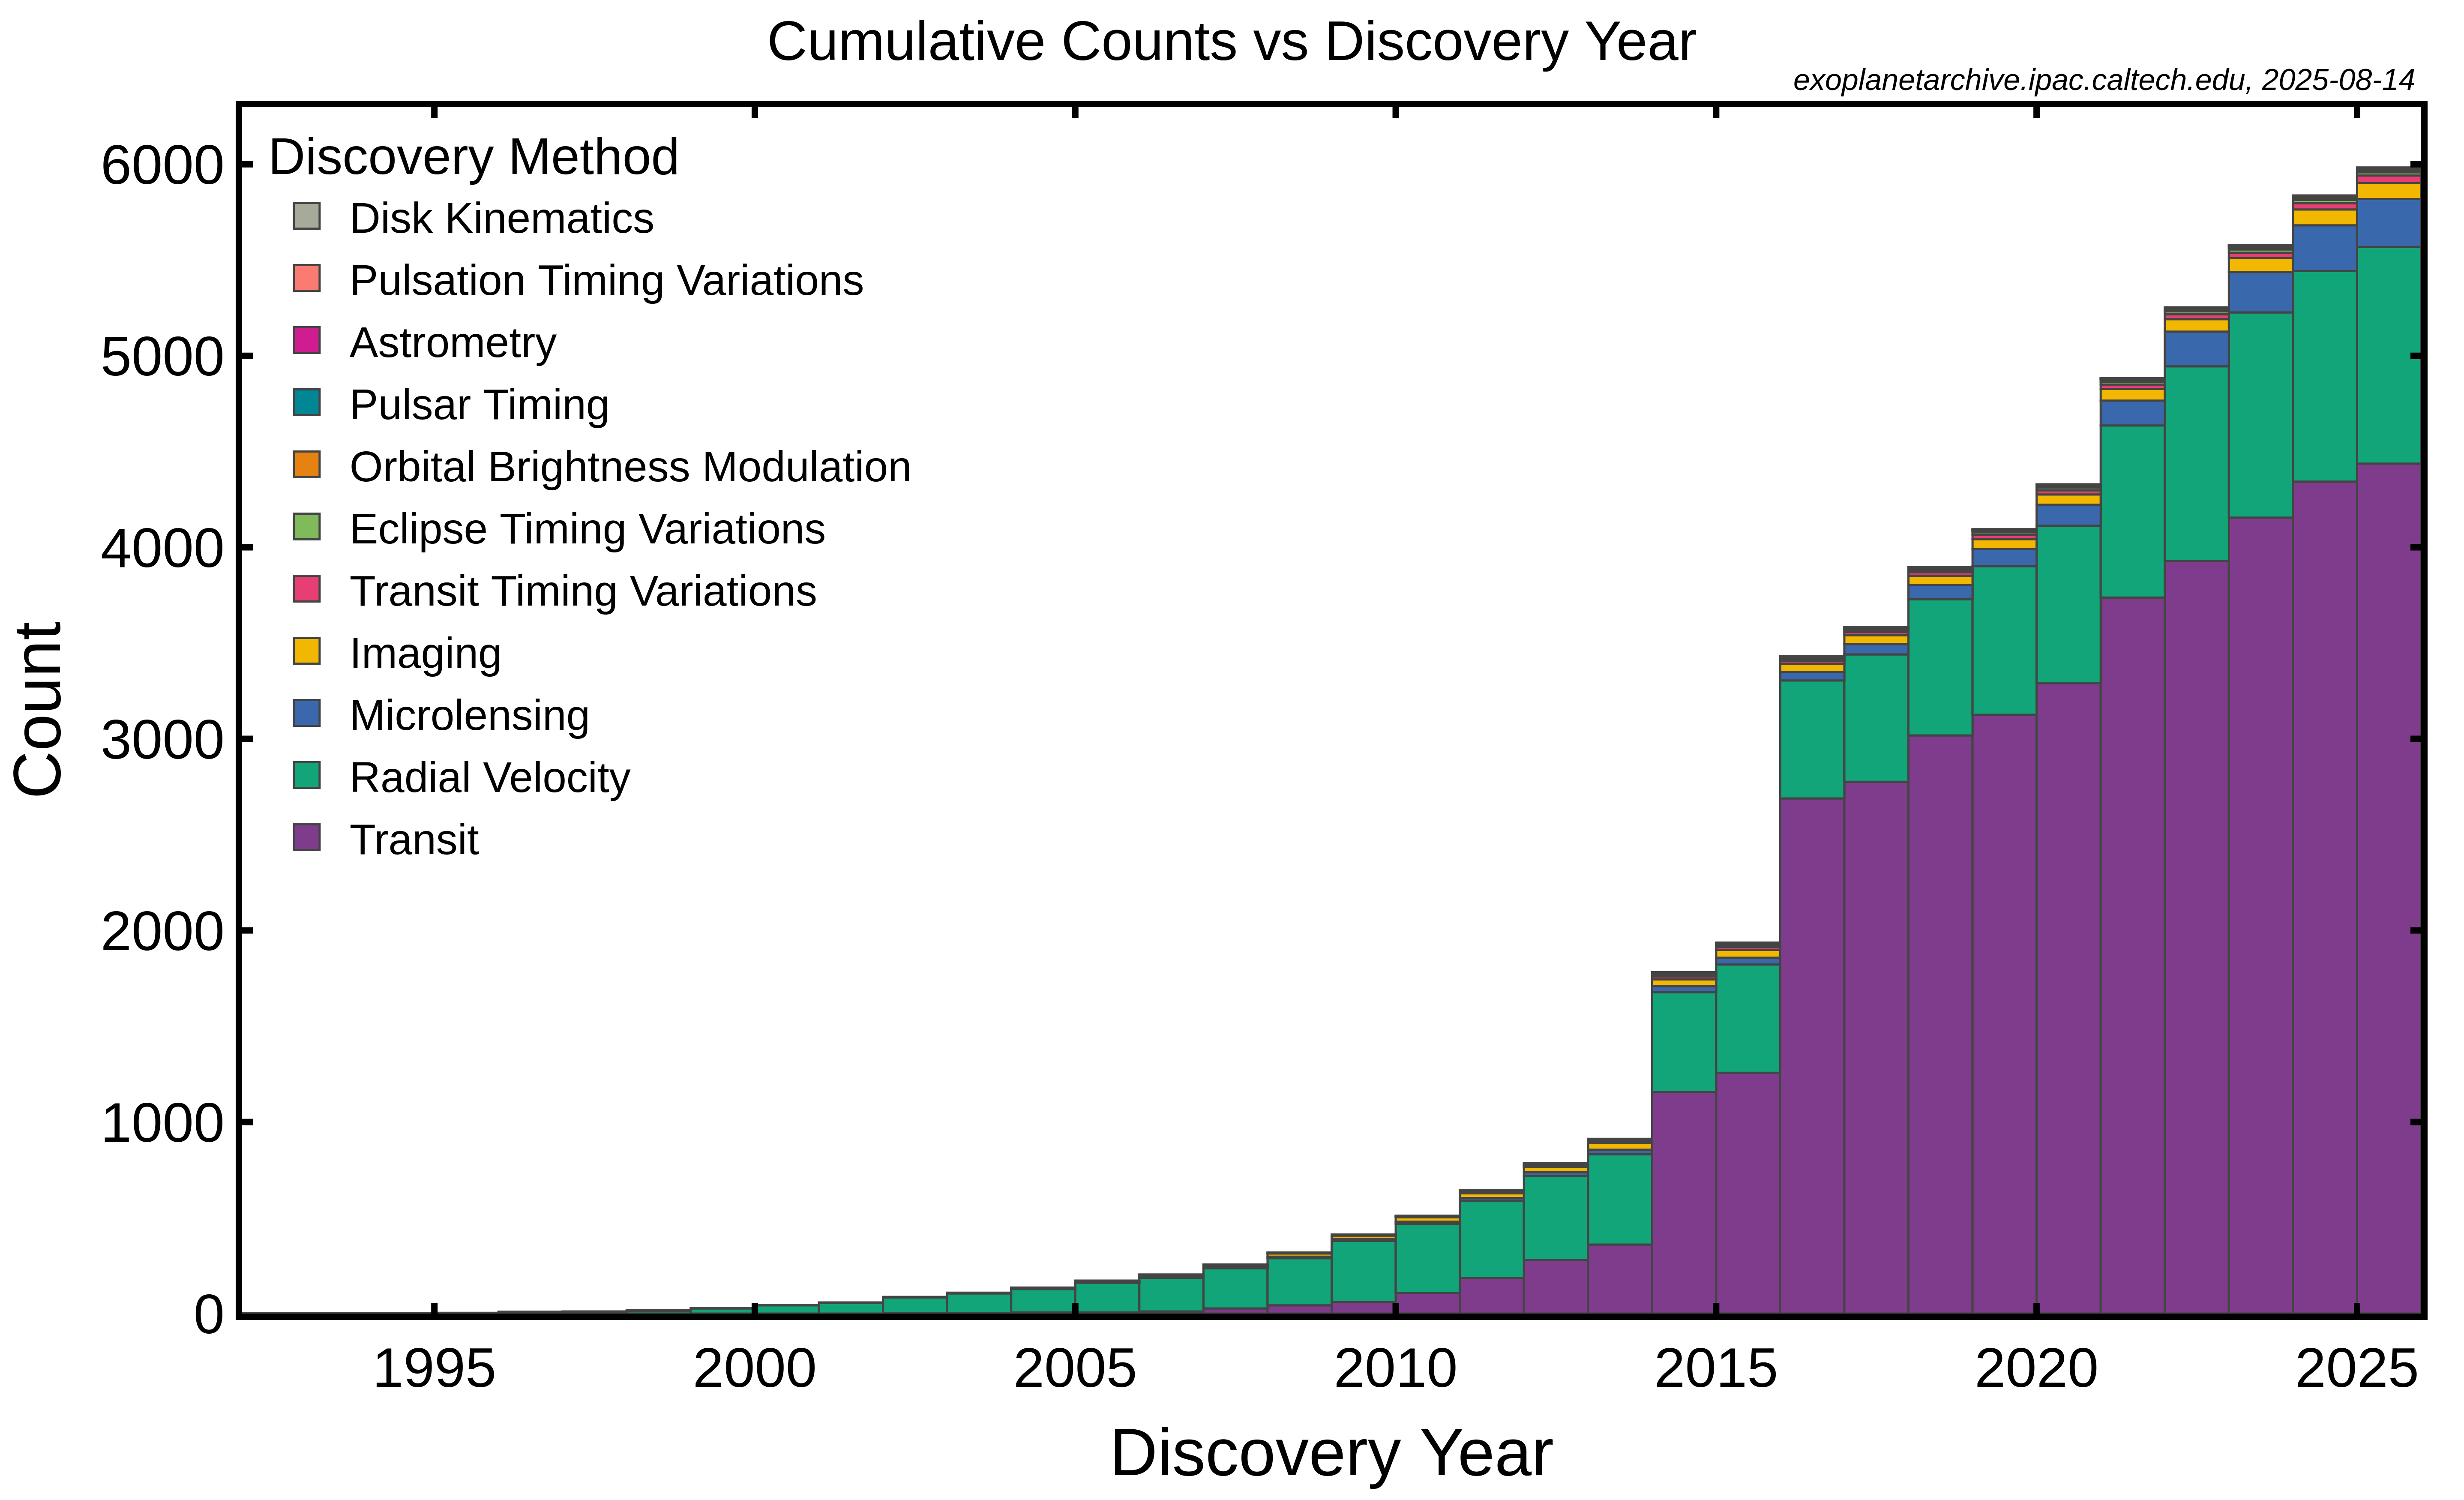 Cumulative Counts vs Discovery Year
exoplanetarchive.ipac.caltech.edu, 2025-08-14
Discovery Method
Disk Kinematics
Pulsation Timing Variations
Astrometry
Pulsar Timing
Orbital Brightness Modulation
Eclipse Timing Variations
Transit Timing Variations
Imaging
Microlensing
Radial Velocity
Transit
Count
6000
5000
4000
3000
2000
1000
0
1995 2000 2005 2010 2015 2020 2025
Discovery Year